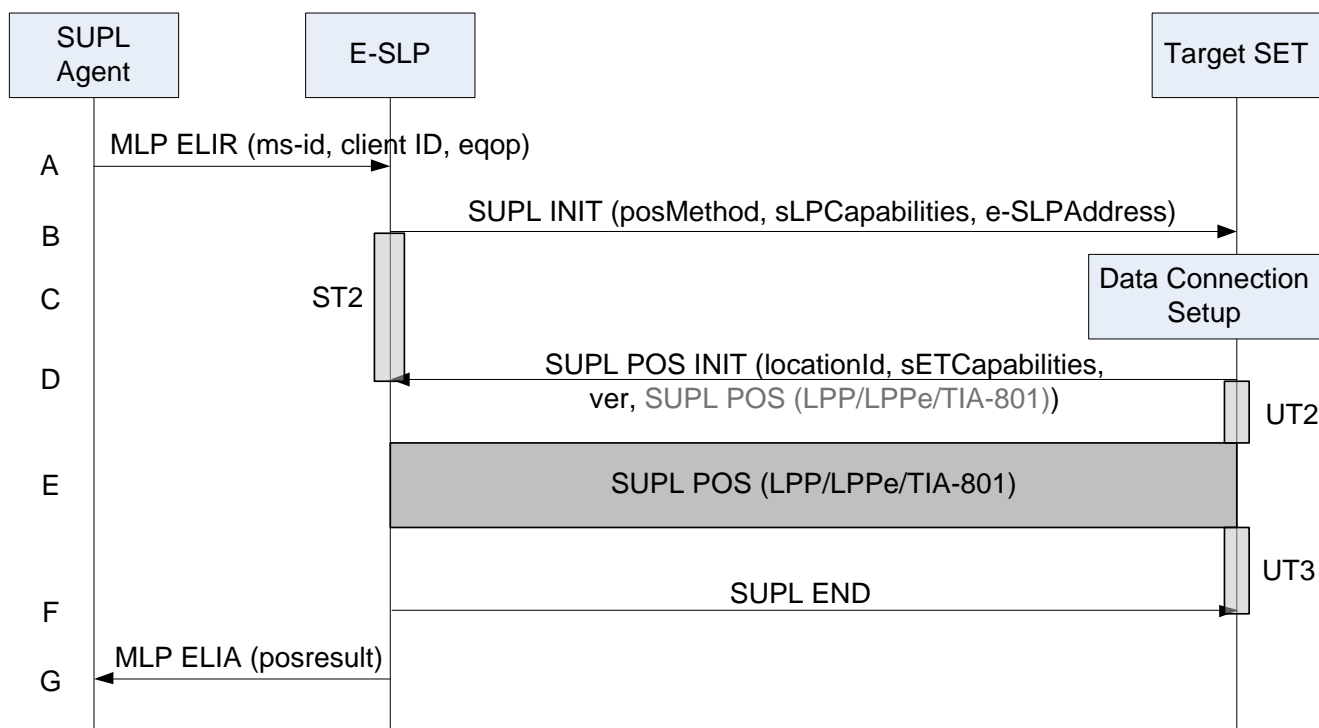 SUPL
Agent
E-SLP
Target SET
MLP ELIR (ms-id, client ID, eqop)
A
SUPL INIT (posMethod, sLPCapabilities, e-SLPAddress)
B
Data Connection
Setup
C
ST2
SUPL POS INIT (locationId, sETCapabilities,
ver, SUPL POS (LPP/LPPe/TIA-801))
D
UT2
E
SUPL POS (LPP/LPPe/TIA-801)
UT3
SUPL END
F
MLP ELIA (posresult)
G